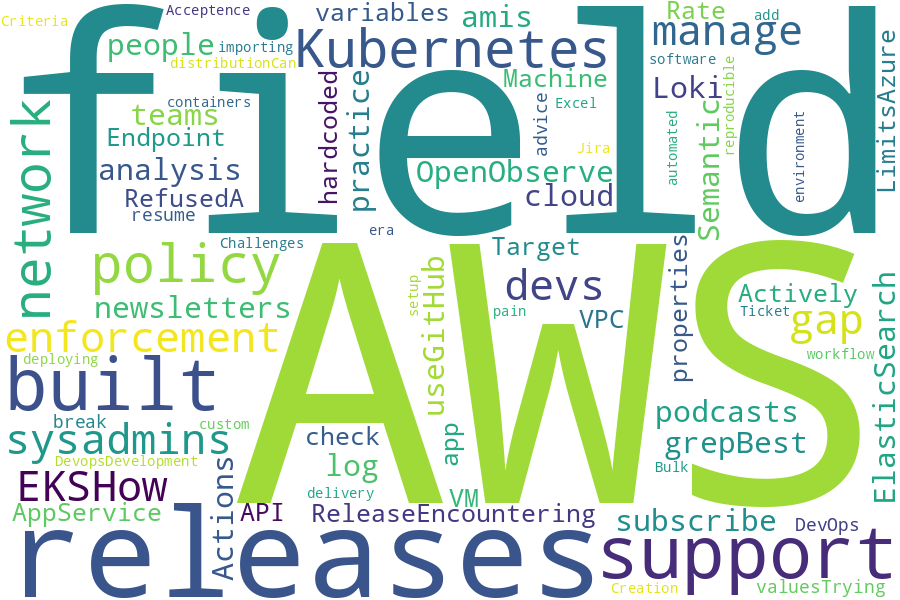 Criteria
Acceptence
variables
amis
Rate
add
field
people
importing
Kubernetes
manage
distributionCan
software
LimitsAzure
network
containers
teams
hardcoded
practice
Machine
Loki
reproducible
Endpoint
advice
Excel
Semantic
automated
environment
analysis
Jira
OpenObserve
RefusedA
cloud
resume
era
Challenges
Target
policy
AWS
devs
properties
setup
useGitHub
Actively
newsletters
pain
VPC
Ticket
gap
enforcement
ElasticSearch
deploying
workflow
built
podcasts
break
custom
sysadmins
check
app
grepBest
DevopsDevelopment
log
Bulk
EKSHow
Actions
delivery
VM
AppService
API
ReleaseEncountering
subscribe
DevOps
releases
support
Creation
valuesTrying